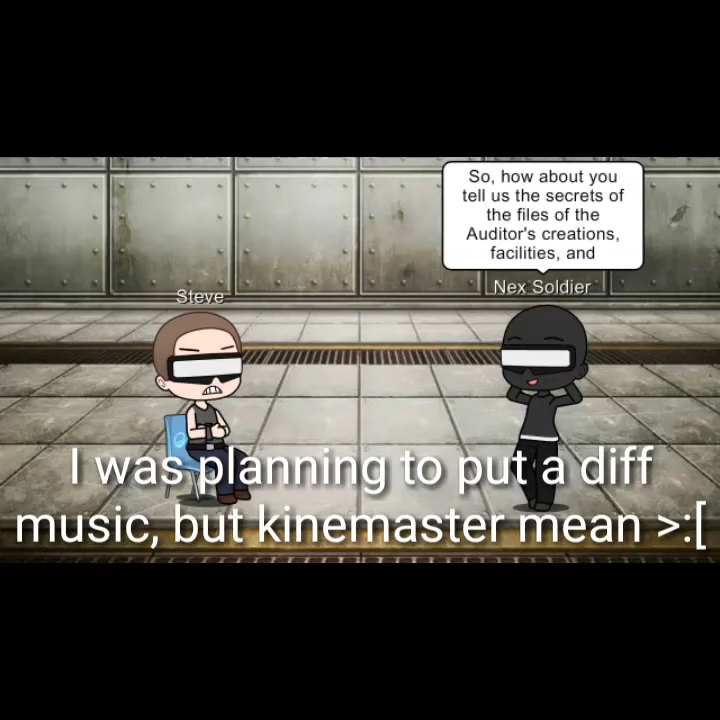 So, how about you
tell us the secrets of
the files of the
Auditor's creations,
facilities, and
Nex Soldier
Steve
I was planning to put a diff
music, but kinemaster mean >:[